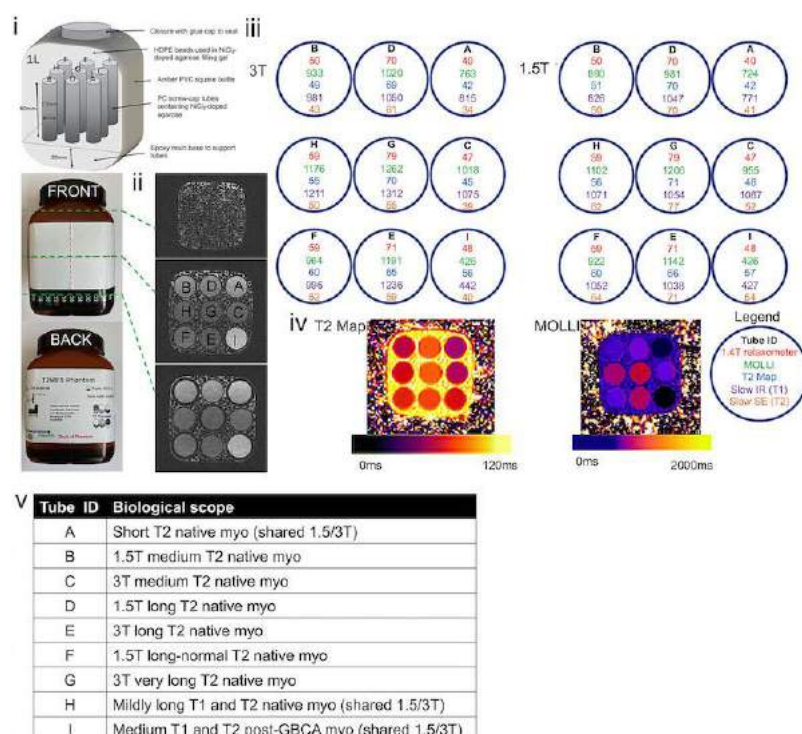 i
Closure with glue-cap to seal
HDPE beads used in NiCl₂-
doped agarose filling gel
1L
Amber PVC square bottle
PC screw-cap tubes
containing NiCl₂-doped
agarose
Epoxy resin base to support
tubes
FRONT
BACK
T2MES Phantom
ii
B D A
H G C
F E I
iii
3T
B
50
933
49
981
43
D
70
1020
69
1050
61
A
40
763
42
815
34
H
59
1176
55
1211
50
G
79
1262
70
1312
C
47
1018
45
1075
F
59
964
60
996
52
E
71
1191
65
1236
59
I
48
426
56
442
40
1.5T
B
50
51
826
D
70
981
70
1047
70
A
40
724
42
771
41
H
59
1102
56
1071
62
G
79
71
1054
77
C
47
955
1087
52
F
59
922
60
1052
64
E
71
1142
66
1038
71
I
48
426
57
427
54
iv T2 Map
0ms 120ms
MOLLI
0ms 2000ms
Legend
Tube ID
1.4T relaxometer
MOLLI
T2 Map
Slow IR (T1)
Slow SE (T2)
v
Tube ID Biological scope
A Short T2 native myo (shared 1.5/3T)
B 1.5T medium T2 native myo
C 3T medium T2 native myo
D 1.5T long T2 native myo
E 3T long T2 native myo
F 1.5T long-normal T2 native myo
G 3T very long T2 native myo
H Mildly long T1 and T2 native myo (shared 1.5/3T)
I Medium T1 and T2 post-GBCA myo (shared 1.5/3T)